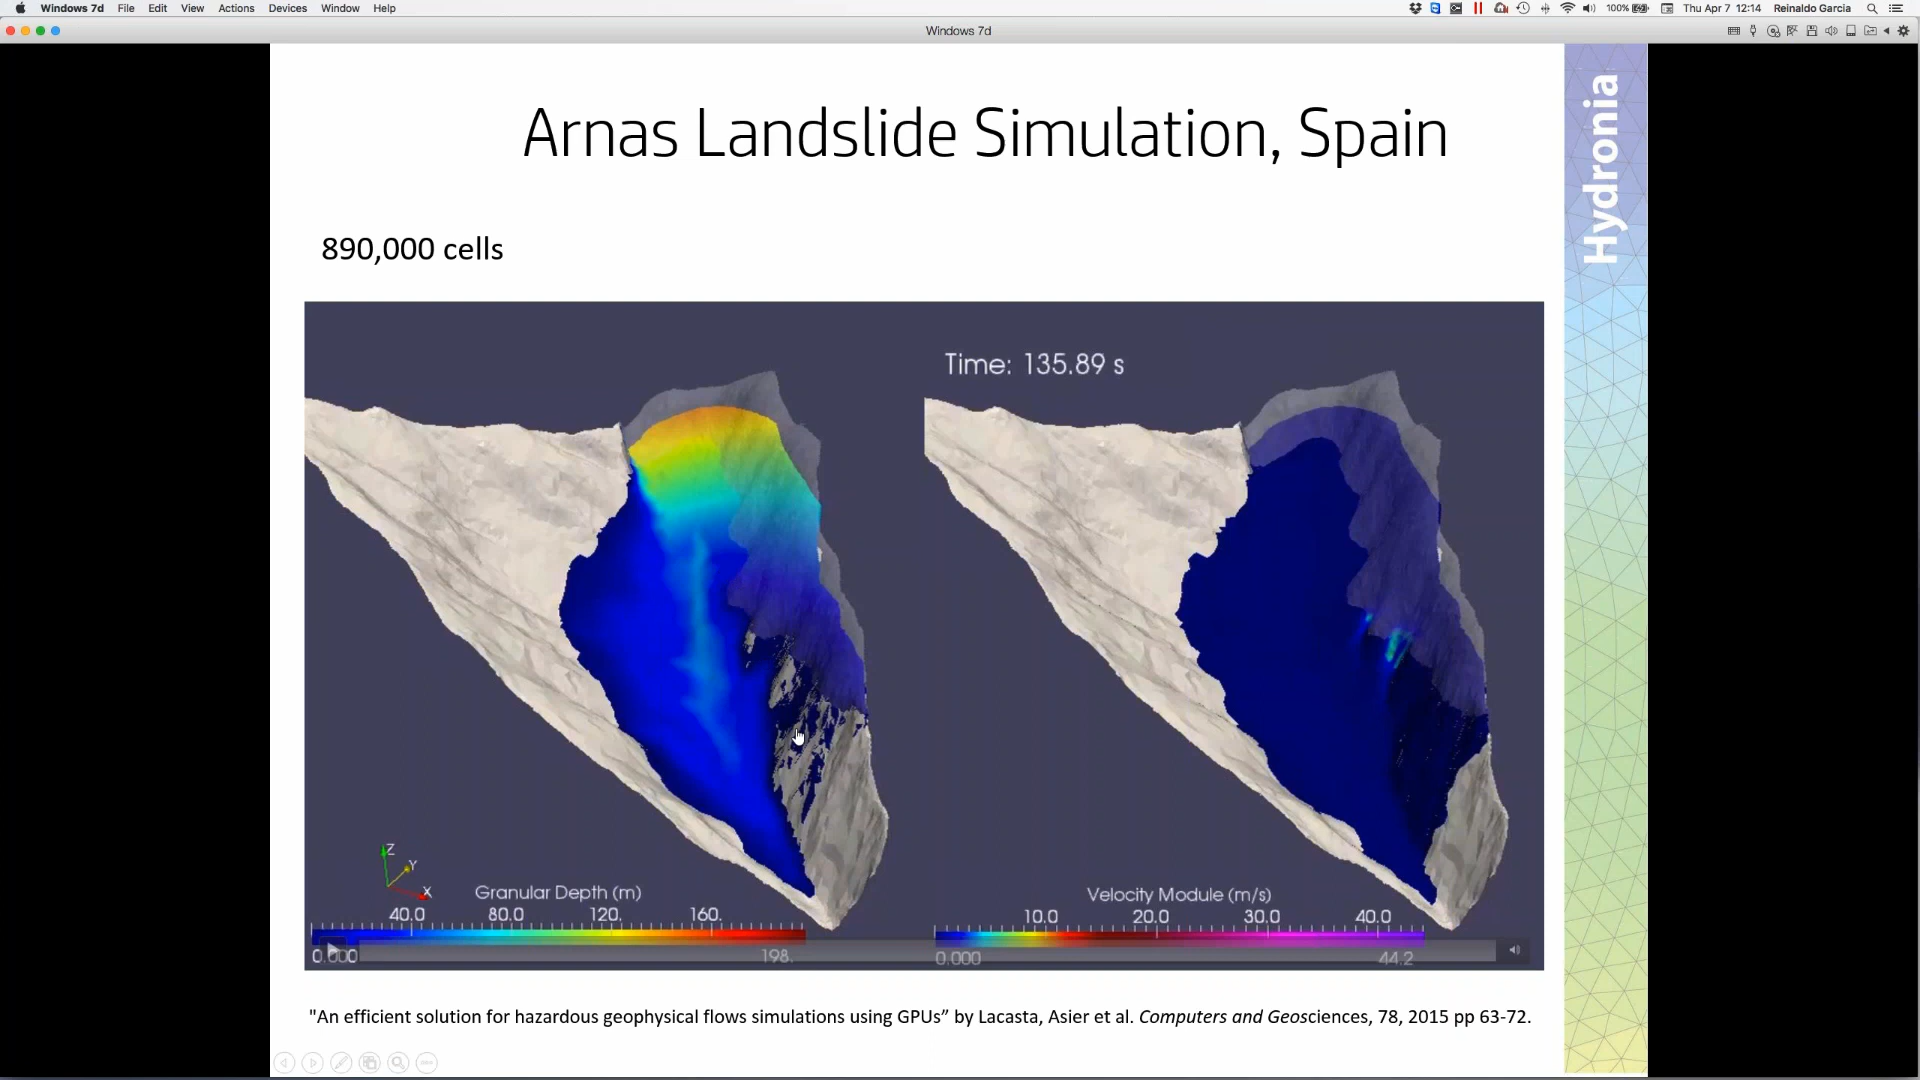 Windows 7d File Edit View Actions Devices Window Help 100% Thu Apr 7 12:14 Reinaldo Garcia
Windows 7d
Arnas Landslide Simulation, Spain
Hydronia
890,000 cells
Time: 135.89 s
Z
Y
X
Granular Depth (m)
40.0 80.0 120. 160.
0.000 198.
Velocity Module (m/s)
10.0 20.0 30.0 40.0
0.000 44.2
"An efficient solution for hazardous geophysical flows simulations using GPUs” by Lacasta, Asier et al. Computers and Geosciences, 78, 2015 pp 63-72.